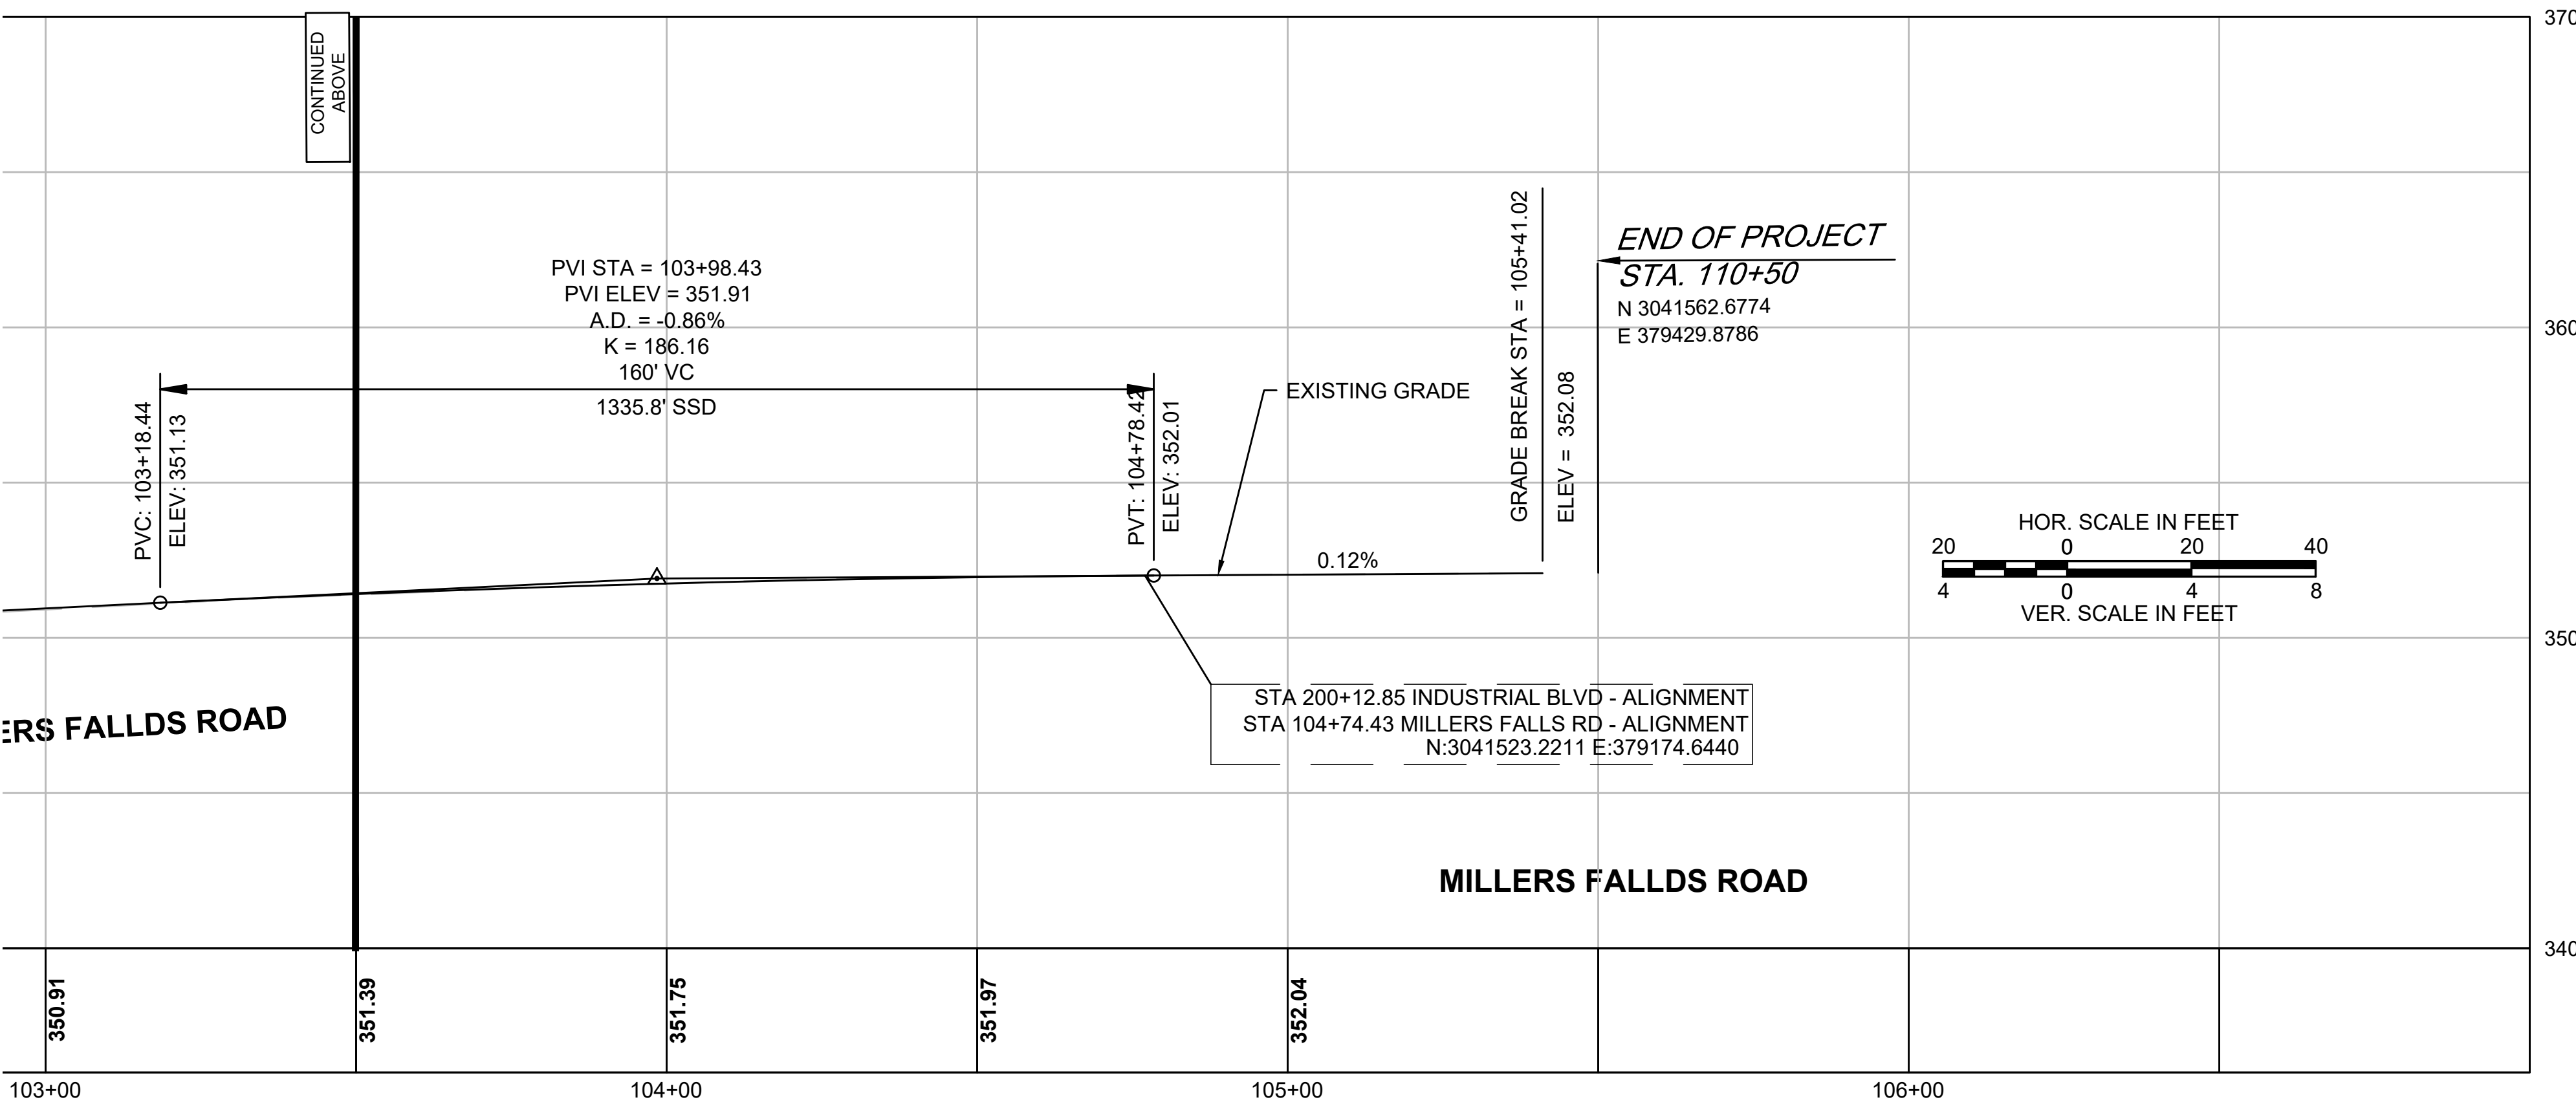 CONTINUED
ABOVE
370
PVI STA = 103+98.43
PVI ELEV = 351.91
A.D. = -0.86%
K = 186.16
160' VC
1335.8' SSD
PVC: 103+18.44
ELEV: 351.13
PVT: 104+78.42
ELEV: 352.01
EXISTING GRADE
GRADE BREAK STA = 105+41.02
ELEV = 352.08
END OF PROJECT
STA. 110+50
N 3041562.6774
E 379429.8786
360
0.12%
HOR. SCALE IN FEET
20 0 20 40
4 0 4 8
VER. SCALE IN FEET
350
STA 200+12.85 INDUSTRIAL BLVD - ALIGNMENT
STA 104+74.43 MILLERS FALLS RD - ALIGNMENT
N:3041523.2211 E:379174.6440
ERS FALLDS ROAD
MILLERS FALLDS ROAD
340
350.91
351.39
351.75
351.97
352.04
103+00 104+00 105+00 106+00